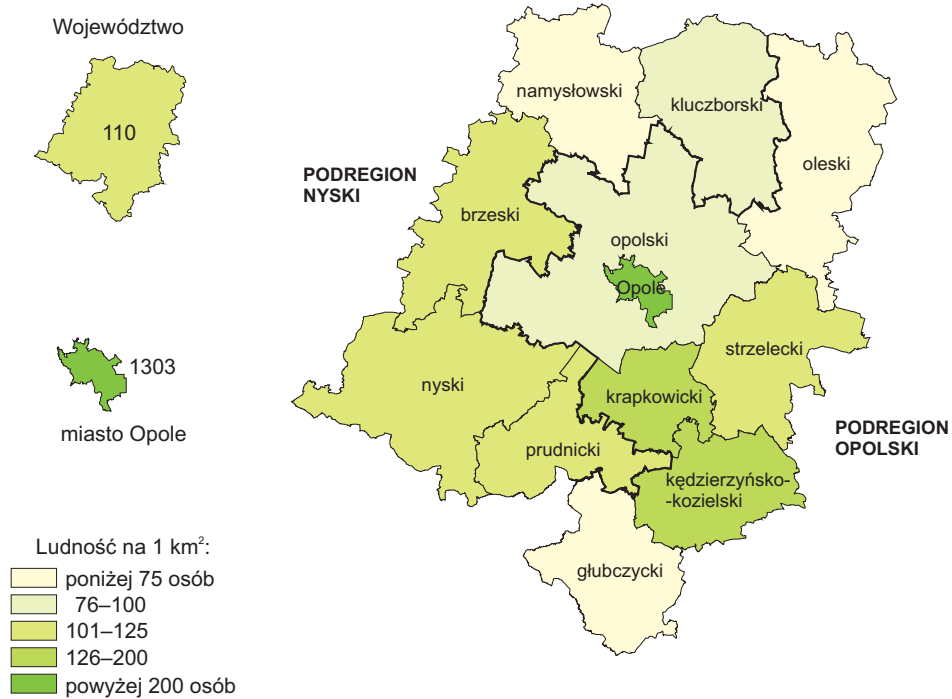 Województwo
110
1303
miasto Opole
PODREGION
NYSKI
namysłowski
kluczborski
oleski
brzeski
opolski
Opole
strzelecki
nyski
krapkowicki
prudnicki
PODREGION
OPOLSKI
kędzierzyńsko-
-kozielski
głubczycki
Ludność na 1 km²:
poniżej 75 osób
76–100
101–125
126–200
powyżej 200 osób